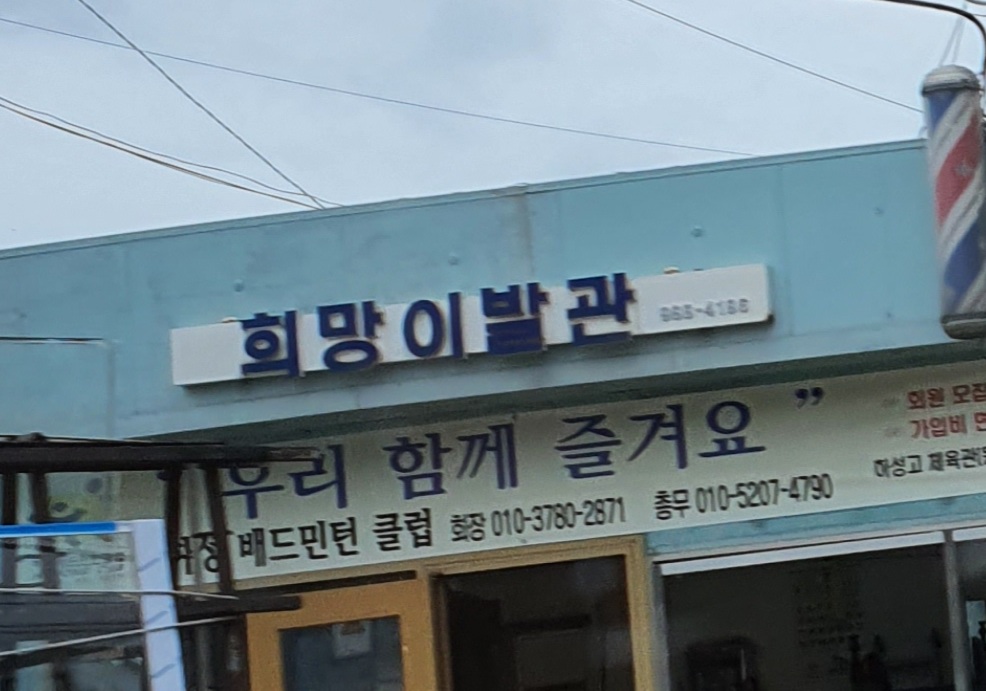 희망이발관 988-4188
"우리 함께 즐겨요"
배드민턴 클럽 회장 010-3780-2871 총무 010-5207-4790
회원 모집
가입비
하성고 체육관